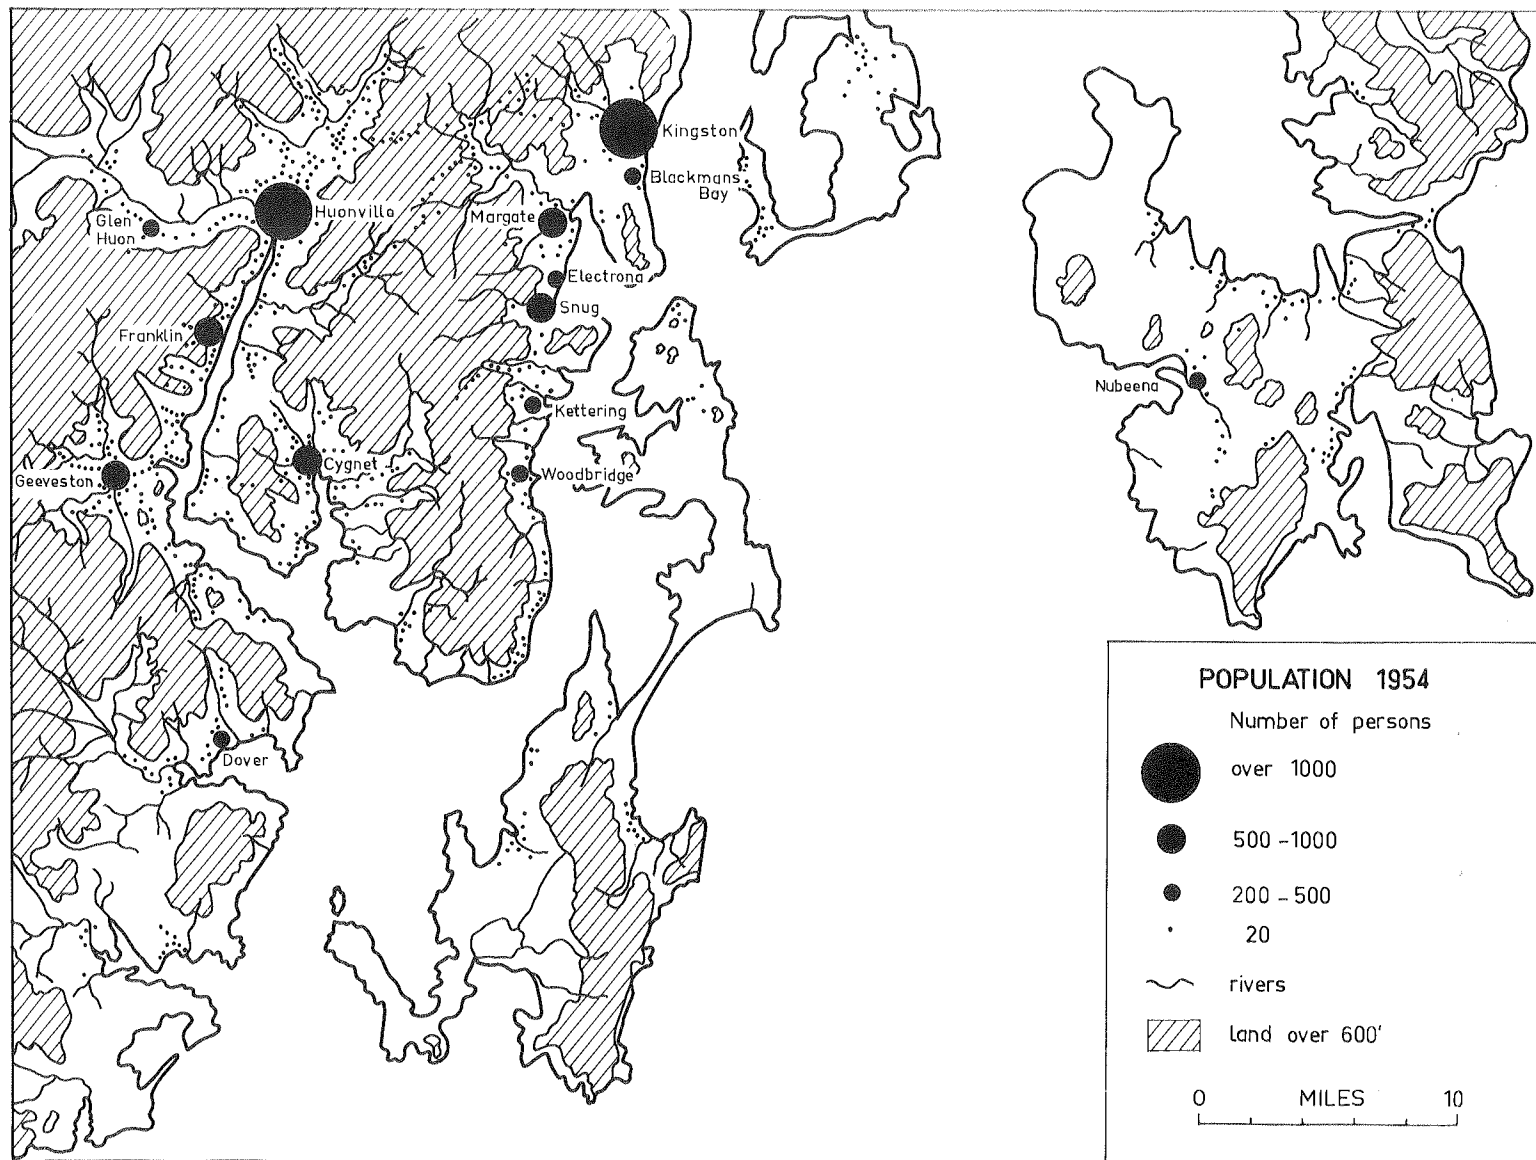 Kingston
Blackmans
Bay
Glen
Huon
Huonville
Margate
Electrona
Snug
Franklin
Nubeena
Kettering
Cygnet
Woodbridge
Geeveston
Dover
POPULATION 1954
Number of persons
over 1000
500 – 1000
200 – 500
20
rivers
land over 600'
0 MILES 10